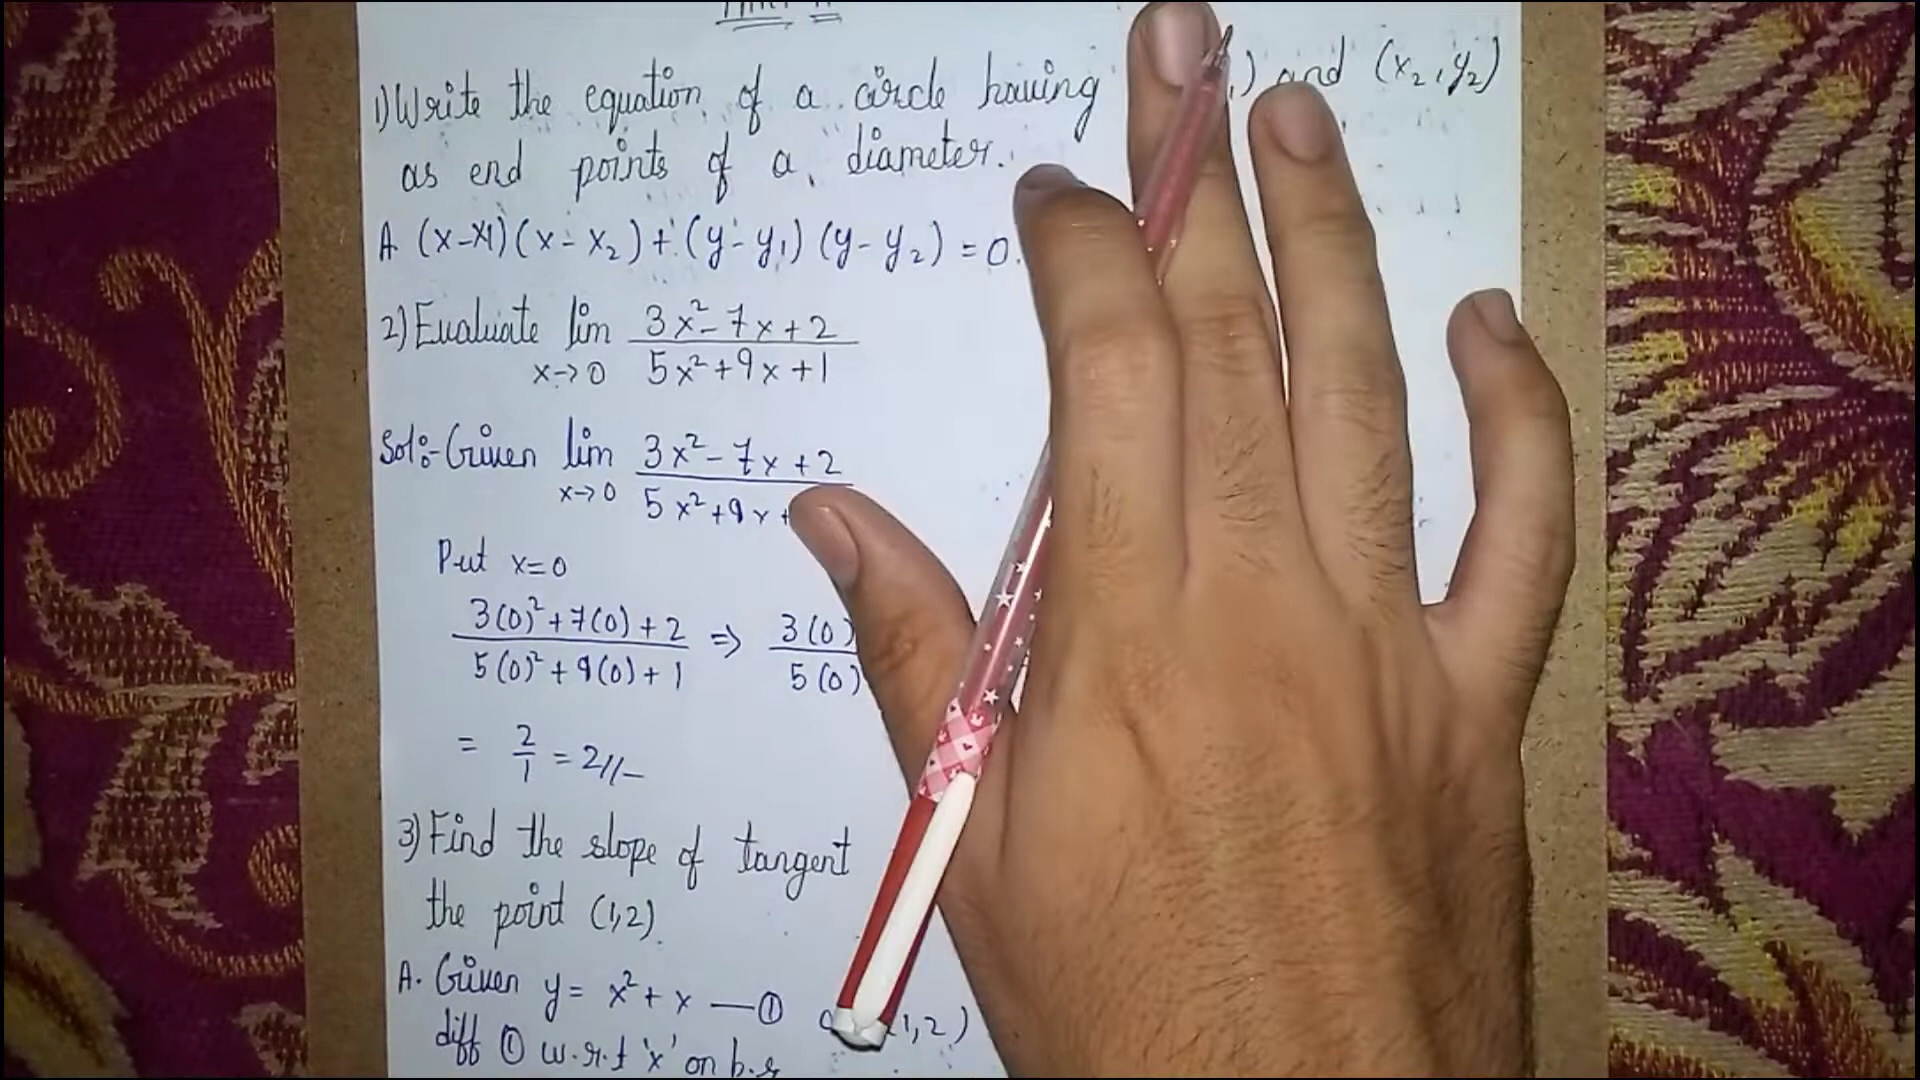 1) Write the equation of a circle having ) and (x₂, y₂)
as end points of a diameter.
A (x-x1)(x-x₂)+(y-y₁)(y-y₂)=0.
2) Evaluate lim 3x²-7x+2
x->0 5x²+9x+1
Sol:- Given lim 3x²-7x+2
x->0 5x²+9x+
Put x=0
3(0)²+7(0)+2 => 3(0)
5(0)²+9(0)+1 5(0)
= 2/1 = 2//-
3) Find the slope of tangent
the point (1,2)
A. Given y = x²+x —① 1,2)
diff ① w.r.t 'x' on b.s